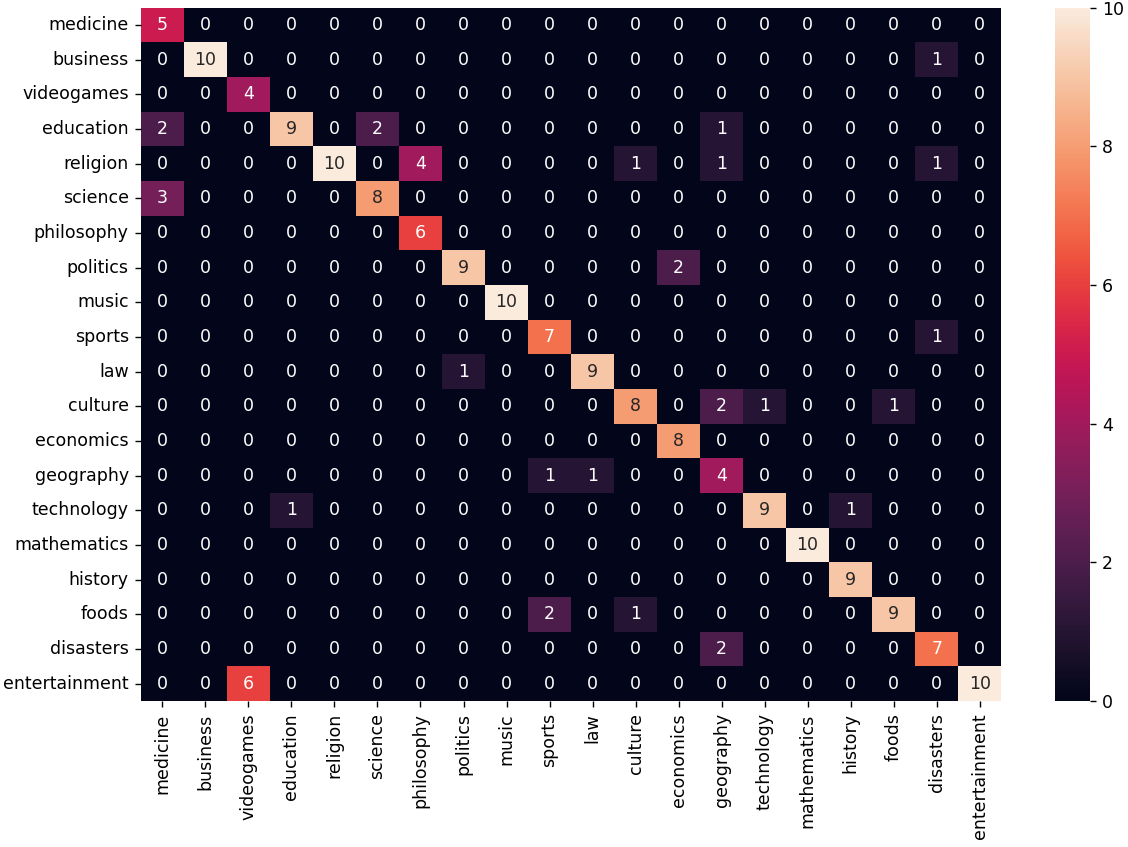 medicine 5 0 0 0 0 0 0 0 0 0 0 0 0 0 0 0 0 0 0 0 10
business 0 10 0 0 0 0 0 0 0 0 0 0 0 0 0 0 0 0 1 0
videogames 0 0 4 0 0 0 0 0 0 0 0 0 0 0 0 0 0 0 0 0
education 2 0 0 9 0 2 0 0 0 0 0 0 0 1 0 0 0 0 0 0
8
religion 0 0 0 0 10 0 4 0 0 0 0 1 0 1 0 0 0 0 1 0
science 3 0 0 0 0 8 0 0 0 0 0 0 0 0 0 0 0 0 0 0
philosophy 0 0 0 0 0 0 6 0 0 0 0 0 0 0 0 0 0 0 0 0
politics 0 0 0 0 0 0 0 9 0 0 0 0 2 0 0 0 0 0 0 0
6
music 0 0 0 0 0 0 0 0 10 0 0 0 0 0 0 0 0 0 0 0
sports 0 0 0 0 0 0 0 0 0 7 0 0 0 0 0 0 0 0 1 0
law 0 0 0 0 0 0 0 1 0 0 9 0 0 0 0 0 0 0 0 0
culture 0 0 0 0 0 0 0 0 0 0 0 8 0 2 1 0 0 1 0 0
4
economics 0 0 0 0 0 0 0 0 0 0 0 0 8 0 0 0 0 0 0 0
geography 0 0 0 0 0 0 0 0 0 1 1 0 0 4 0 0 0 0 0 0
technology 0 0 0 1 0 0 0 0 0 0 0 0 0 0 9 0 1 0 0 0
mathematics 0 0 0 0 0 0 0 0 0 0 0 0 0 0 0 10 0 0 0 0
2
history 0 0 0 0 0 0 0 0 0 0 0 0 0 0 0 0 9 0 0 0
foods 0 0 0 0 0 0 0 0 0 2 0 1 0 0 0 0 0 9 0 0
disasters 0 0 0 0 0 0 0 0 0 0 0 0 0 2 0 0 0 0 7 0
entertainment 0 0 6 0 0 0 0 0 0 0 0 0 0 0 0 0 0 0 0 10
0
medicine
business
videogames
education
religion
science
philosophy
politics
music
sports
law
culture
economics
geography
technology
mathematics
history
foods
disasters
entertainment